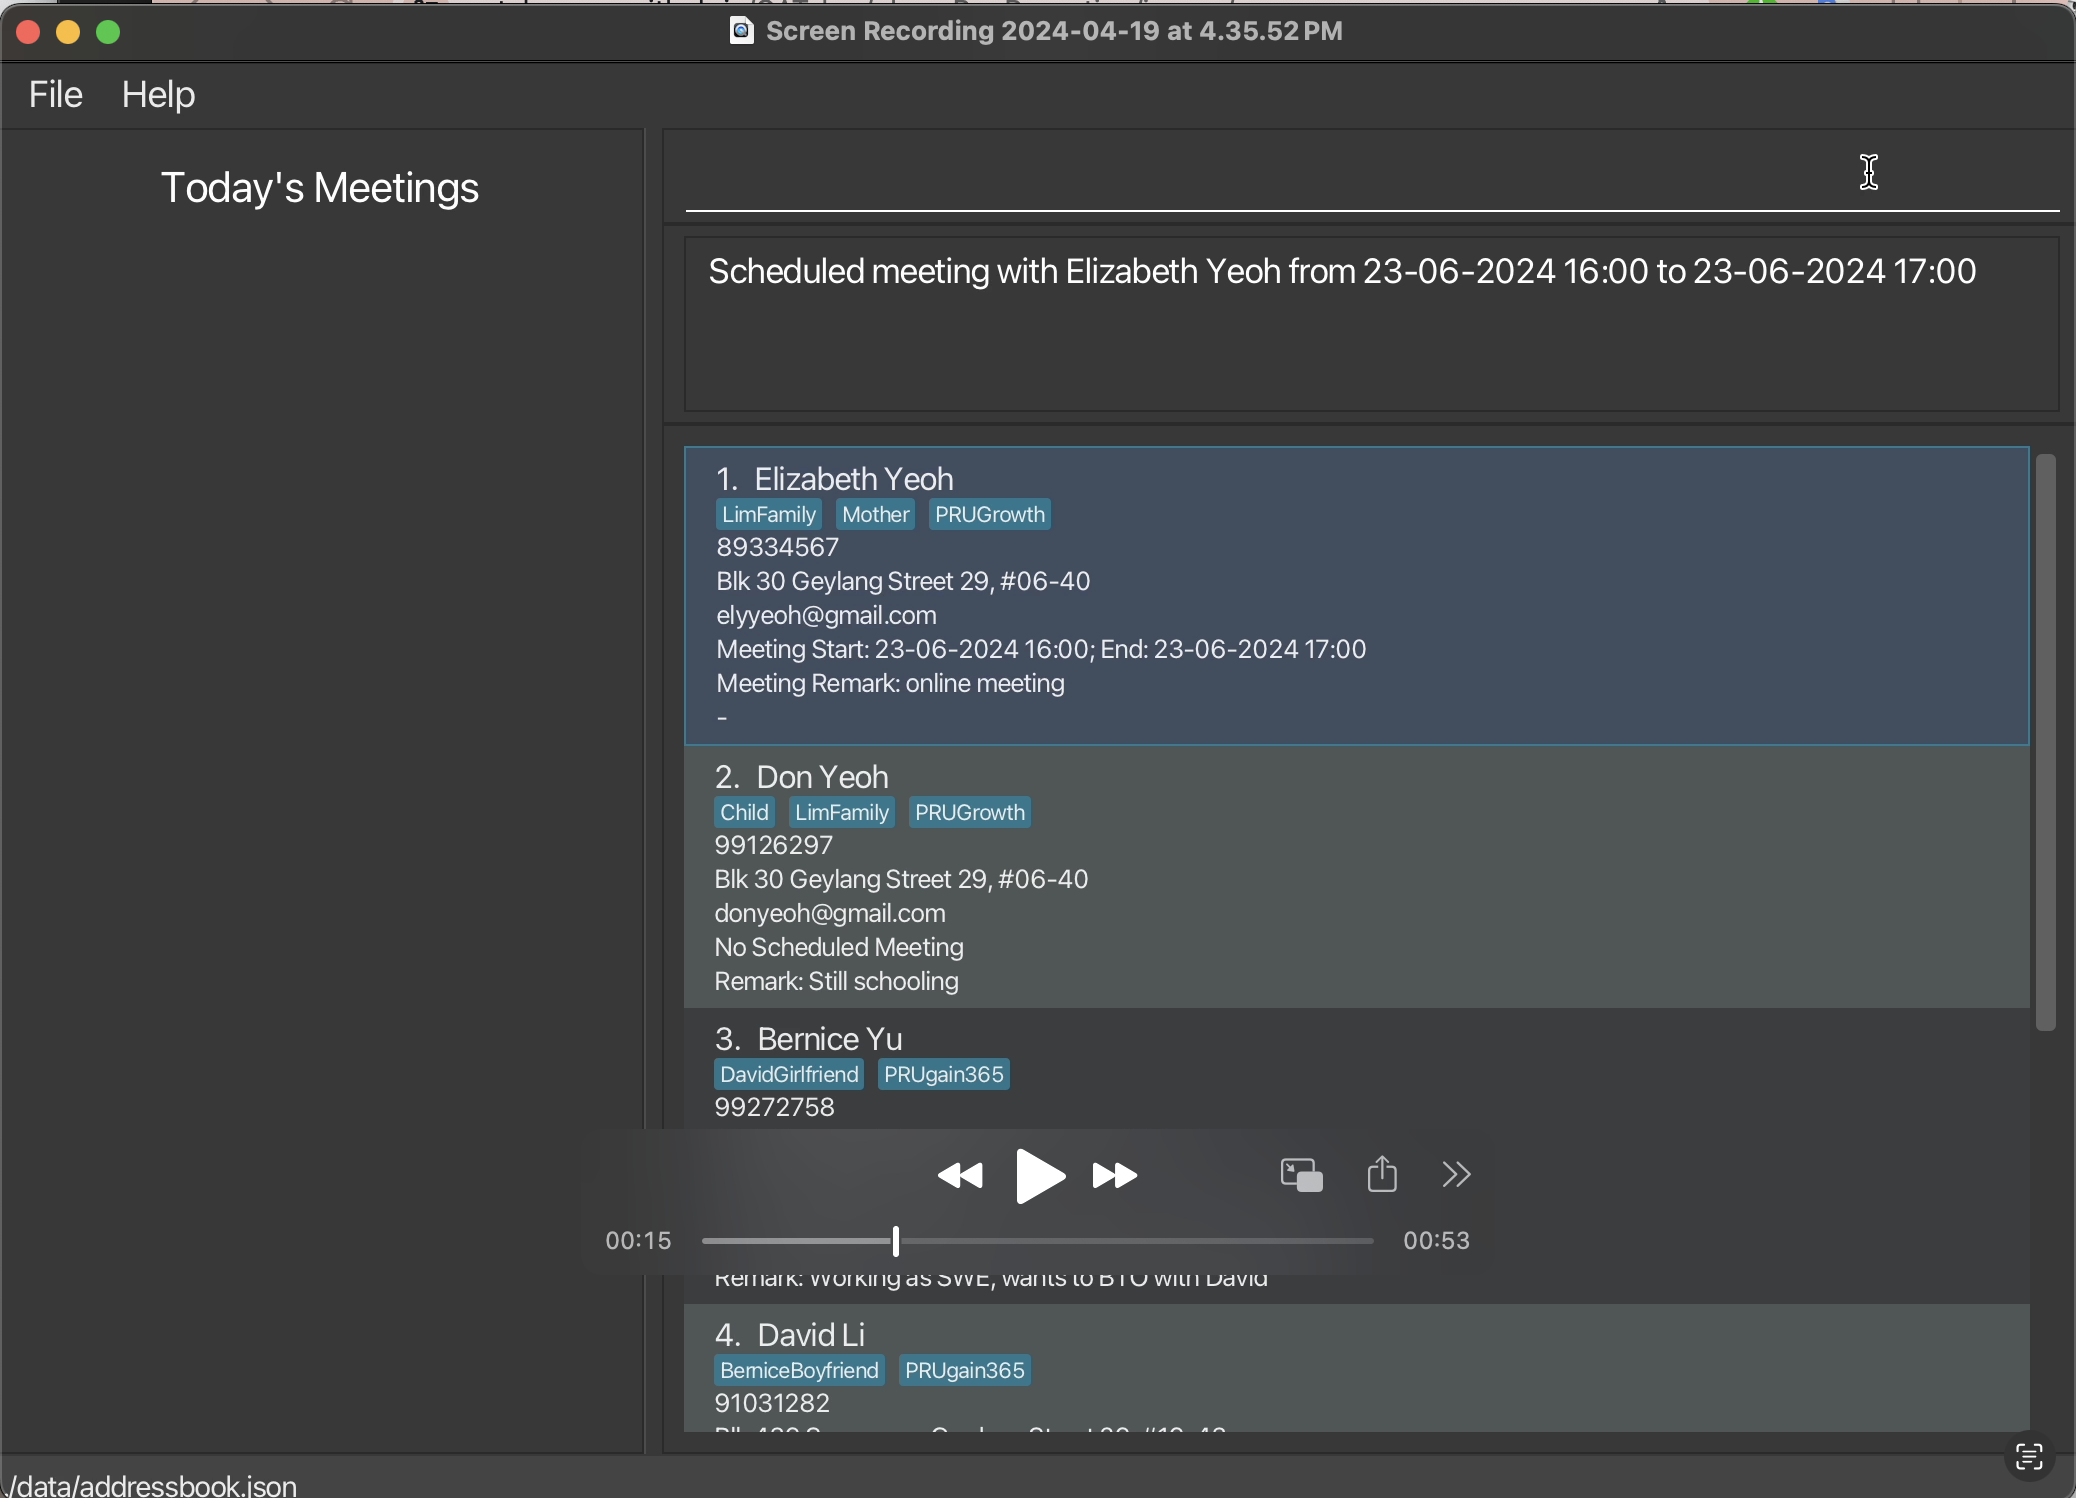 Screen Recording 2024-04-19 at 4.35.52 PM
File Help
Today's Meetings
Scheduled meeting with Elizabeth Yeoh from 23-06-2024 16:00 to 23-06-2024 17:00
1. Elizabeth Yeoh
LimFamily Mother PRUGrowth
89334567
Blk 30 Geylang Street 29, #06-40
elyyeoh@gmail.com
Meeting Start: 23-06-2024 16:00; End: 23-06-2024 17:00
Meeting Remark: online meeting
-
2. Don Yeoh
Child LimFamily PRUGrowth
99126297
Blk 30 Geylang Street 29, #06-40
donyeoh@gmail.com
No Scheduled Meeting
Remark: Still schooling
3. Bernice Yu
DavidGirlfriend PRUgain365
99272758
00:15 00:53
Remark: Working as SWE, wants to BTO with David
4. David Li
BerniceBoyfriend PRUgain365
91031282
/data/addressbook.json